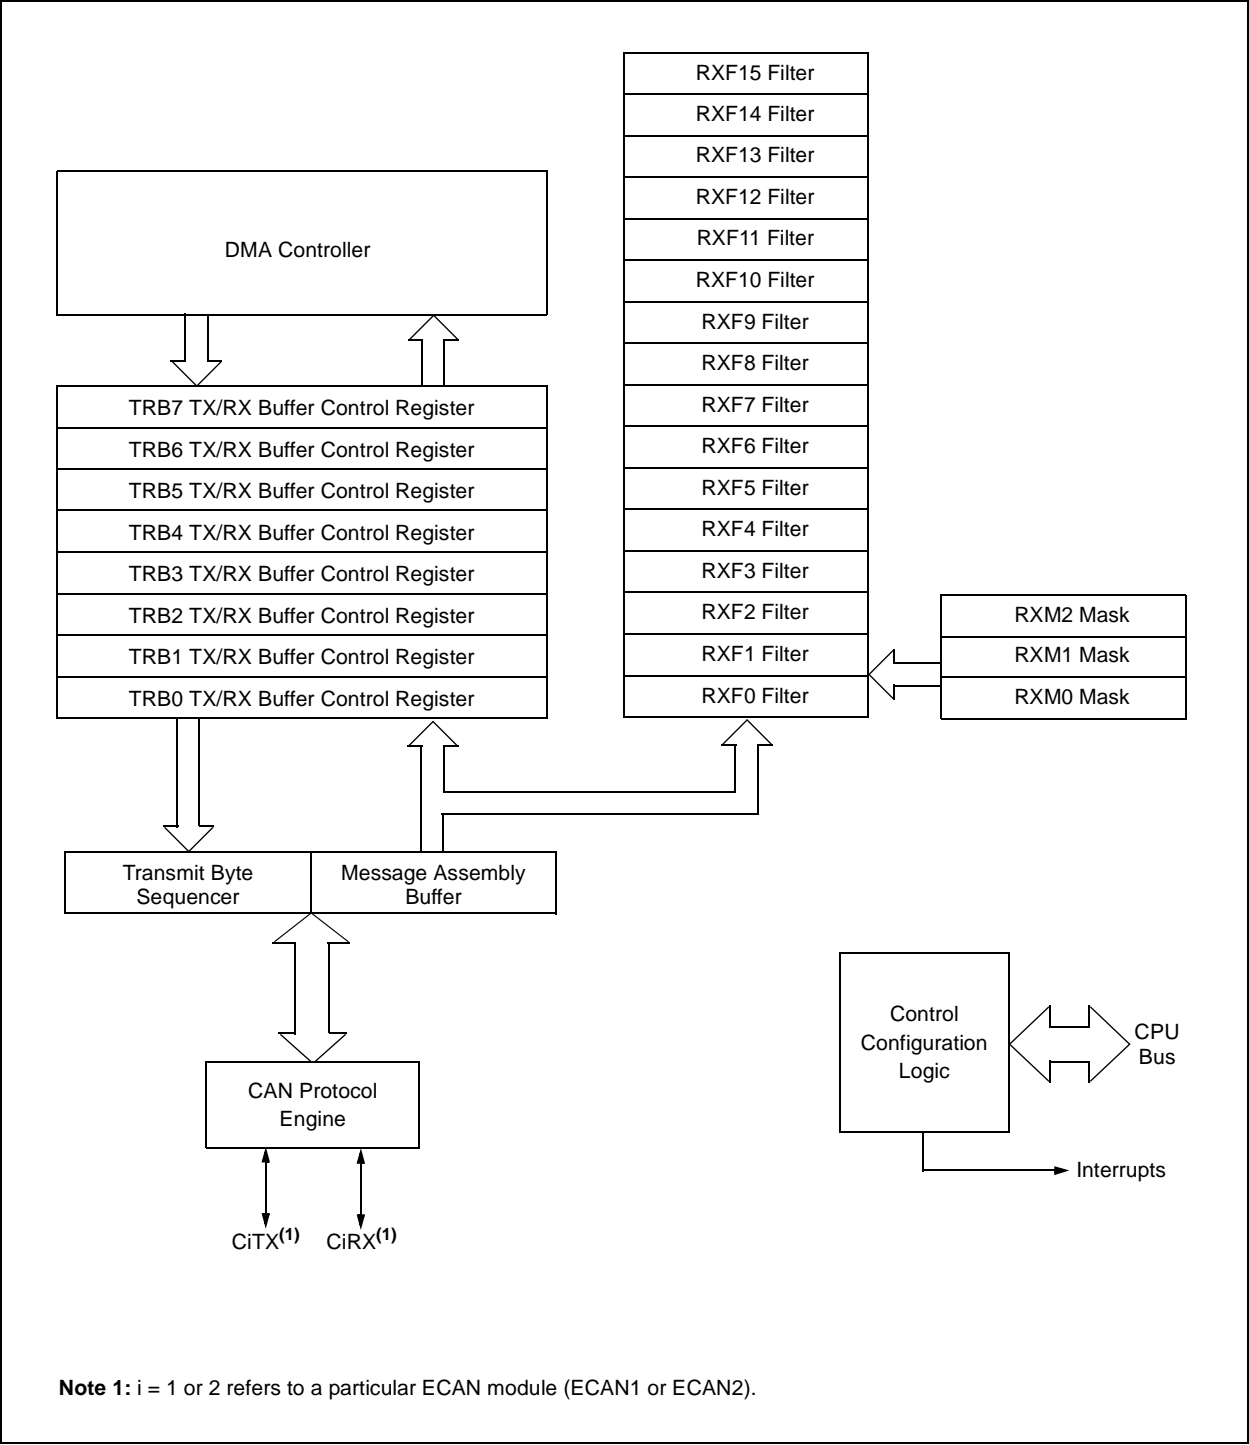 RXF15 Filter
RXF14 Filter
RXF13 Filter
RXF12 Filter
RXF11 Filter
RXF10 Filter
RXF9 Filter
RXF8 Filter
RXF7 Filter
RXF6 Filter
RXF5 Filter
RXF4 Filter
RXF3 Filter
RXF2 Filter
RXF1 Filter
RXF0 Filter
DMA Controller
TRB7 TX/RX Buffer Control Register
TRB6 TX/RX Buffer Control Register
TRB5 TX/RX Buffer Control Register
TRB4 TX/RX Buffer Control Register
TRB3 TX/RX Buffer Control Register
TRB2 TX/RX Buffer Control Register
TRB1 TX/RX Buffer Control Register
TRB0 TX/RX Buffer Control Register
RXM2 Mask
RXM1 Mask
RXM0 Mask
Transmit Byte
Sequencer
Message Assembly
Buffer
Control
Configuration
Logic
CPU
Bus
CAN Protocol
Engine
Interrupts
CiTX(1)
CiRX(1)
Note 1: i = 1 or 2 refers to a particular ECAN module (ECAN1 or ECAN2).